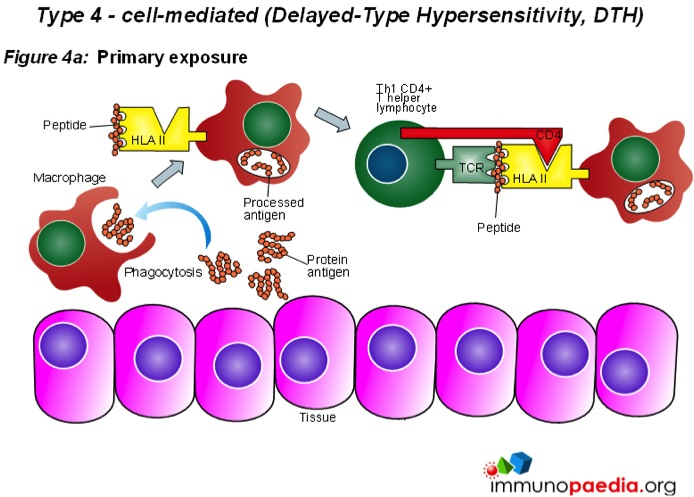 Type 4 - cell-mediated (Delayed-Type Hypersensitivity, DTH)
Figure 4a: Primary exposure
Peptide
HLA II
Macrophage
Processed
antigen
Phagocytosis
Protein
antigen
Th1 CD4+
T helper
lymphocyte
CD4
TCR
HLA II
Peptide
Tissue
immunopaedia.org